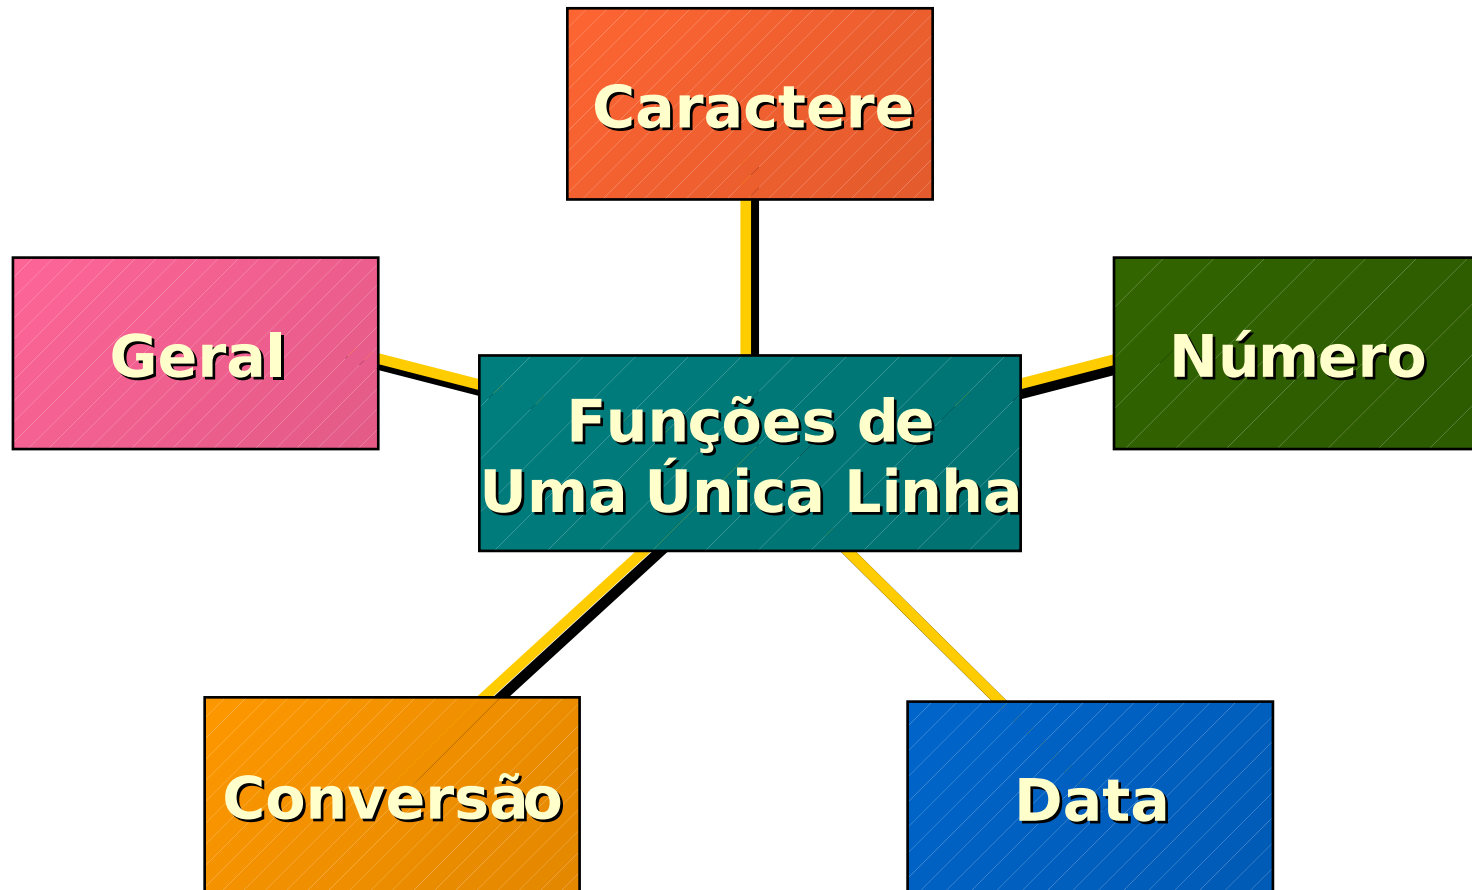 Caractere
Geral
Número
Funções de
Uma Única Linha
Conversão
Data